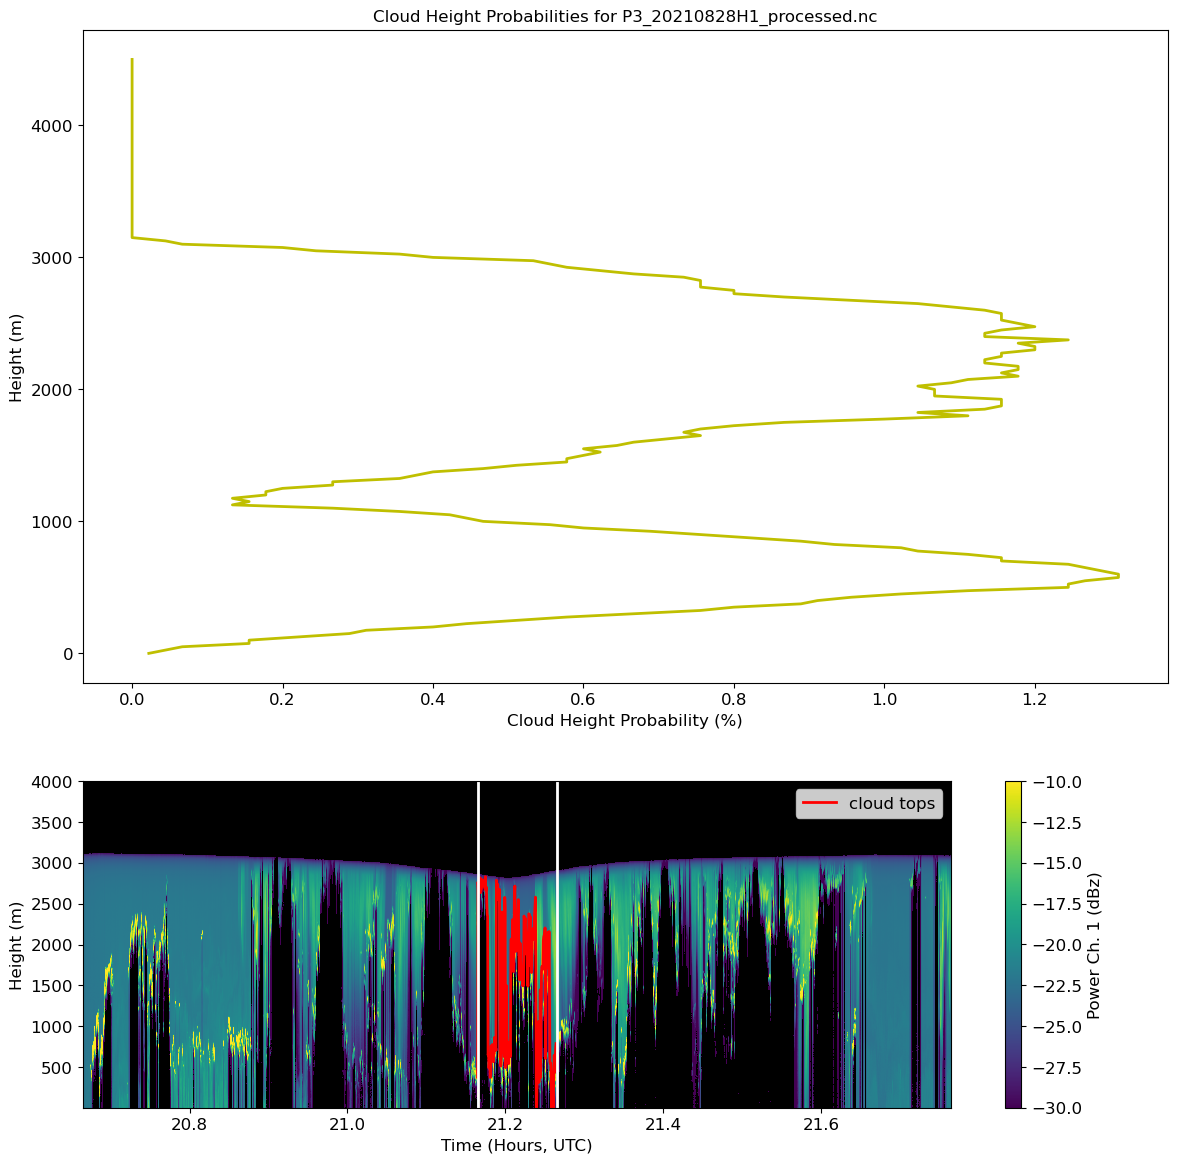 Cloud Height Probabilities for P3_20210828H1_processed.nc
Height (m)
4000
3000
2000
1000
0
0.0 0.2 0.4 0.6 0.8 1.0 1.2
Cloud Height Probability (%)
Height (m)
4000
3500
3000
2500
2000
1500
1000
500
cloud tops
20.8 21.0 21.2 21.4 21.6
Time (Hours, UTC)
−10.0
−12.5
−15.0
−17.5
−20.0
−22.5
−25.0
−27.5
−30.0
Power Ch. 1 (dBz)